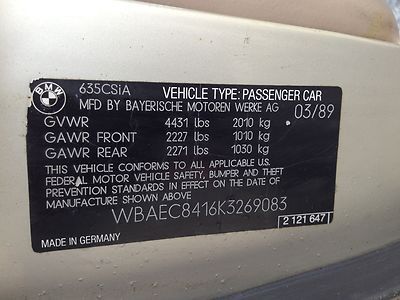 BMW
635CSiA VEHICLE TYPE: PASSENGER CAR
MFD BY BAYERISCHE MOTOREN WERKE AG 03/89
GVWR 4431 lbs 2010 kg
GAWR FRONT 2227 lbs 1010 kg
GAWR REAR 2271 lbs 1030 kg
THIS VEHICLE CONFORMS TO ALL APPLICABLE U.S.
FEDERAL MOTOR VEHICLE SAFETY, BUMPER AND THEFT
PREVENTION STANDARDS IN EFFECT ON THE DATE OF
MANUFACTURE SHOWN ABOVE
WBAEC8416K3269083
MADE IN GERMANY 2 121 647